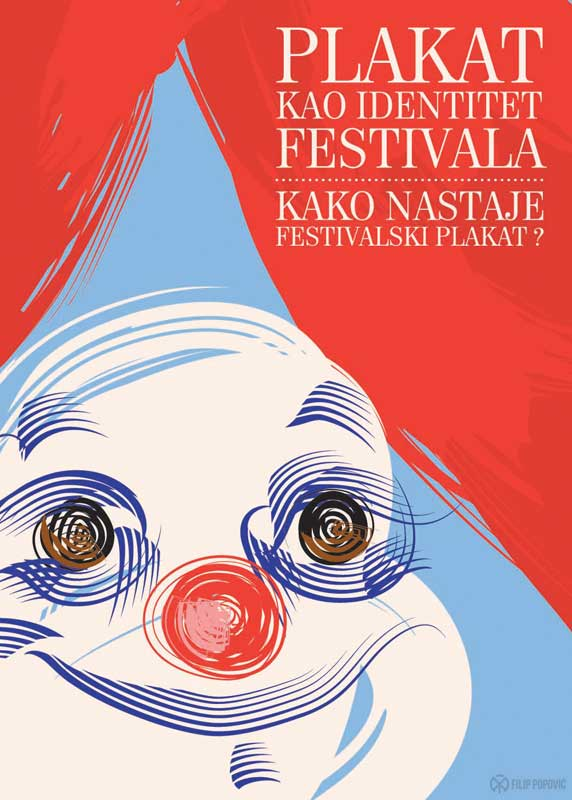 PLAKAT
KAO IDENTITET
FESTIVALA
KAKO NASTAJE
FESTIVALSKI PLAKAT ?
FILIP POPOVIĆ